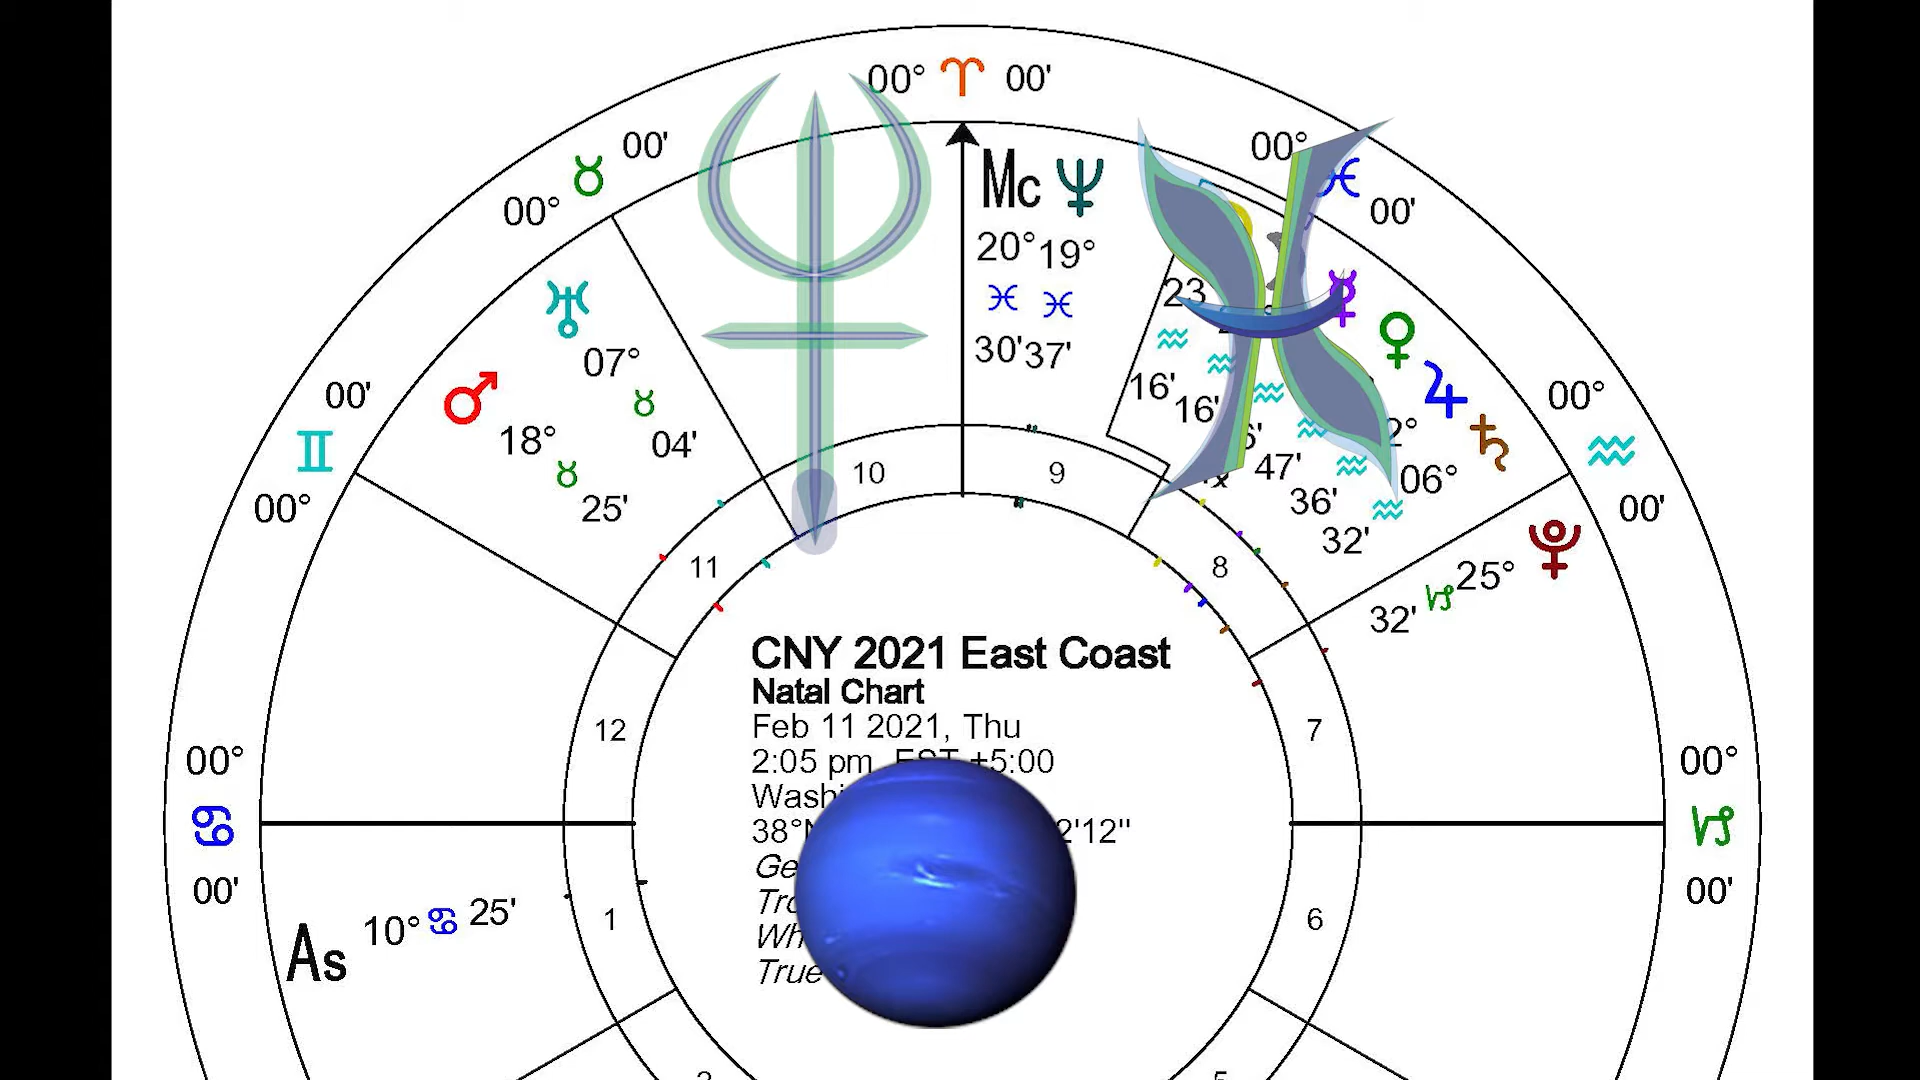 00° ♈ 00'
00' ♉ 00°
00° ♓ 00'
Mc ♆
20° 19°
♓ ♓
30' 37'
♅ 07° ♉ 04'
♂ 18° ♉ 25'
23 ♒ 16'
♒ 16'
☿ ♒ 47'
♀ ♒ 36'
♃ ♒ 32'
♄ 06° ♒
00' ♊ 00°
00° ♒ 00'
♇ 25° ♑ 32'
10
9
11
8
12
7
1
6
CNY 2021 East Coast
Natal Chart
Feb 11 2021, Thu
2:05 pm EST +5:00
38°N 2'12"
True
00° ♋ 00'
00° ♑ 00'
As 10° ♋ 25'